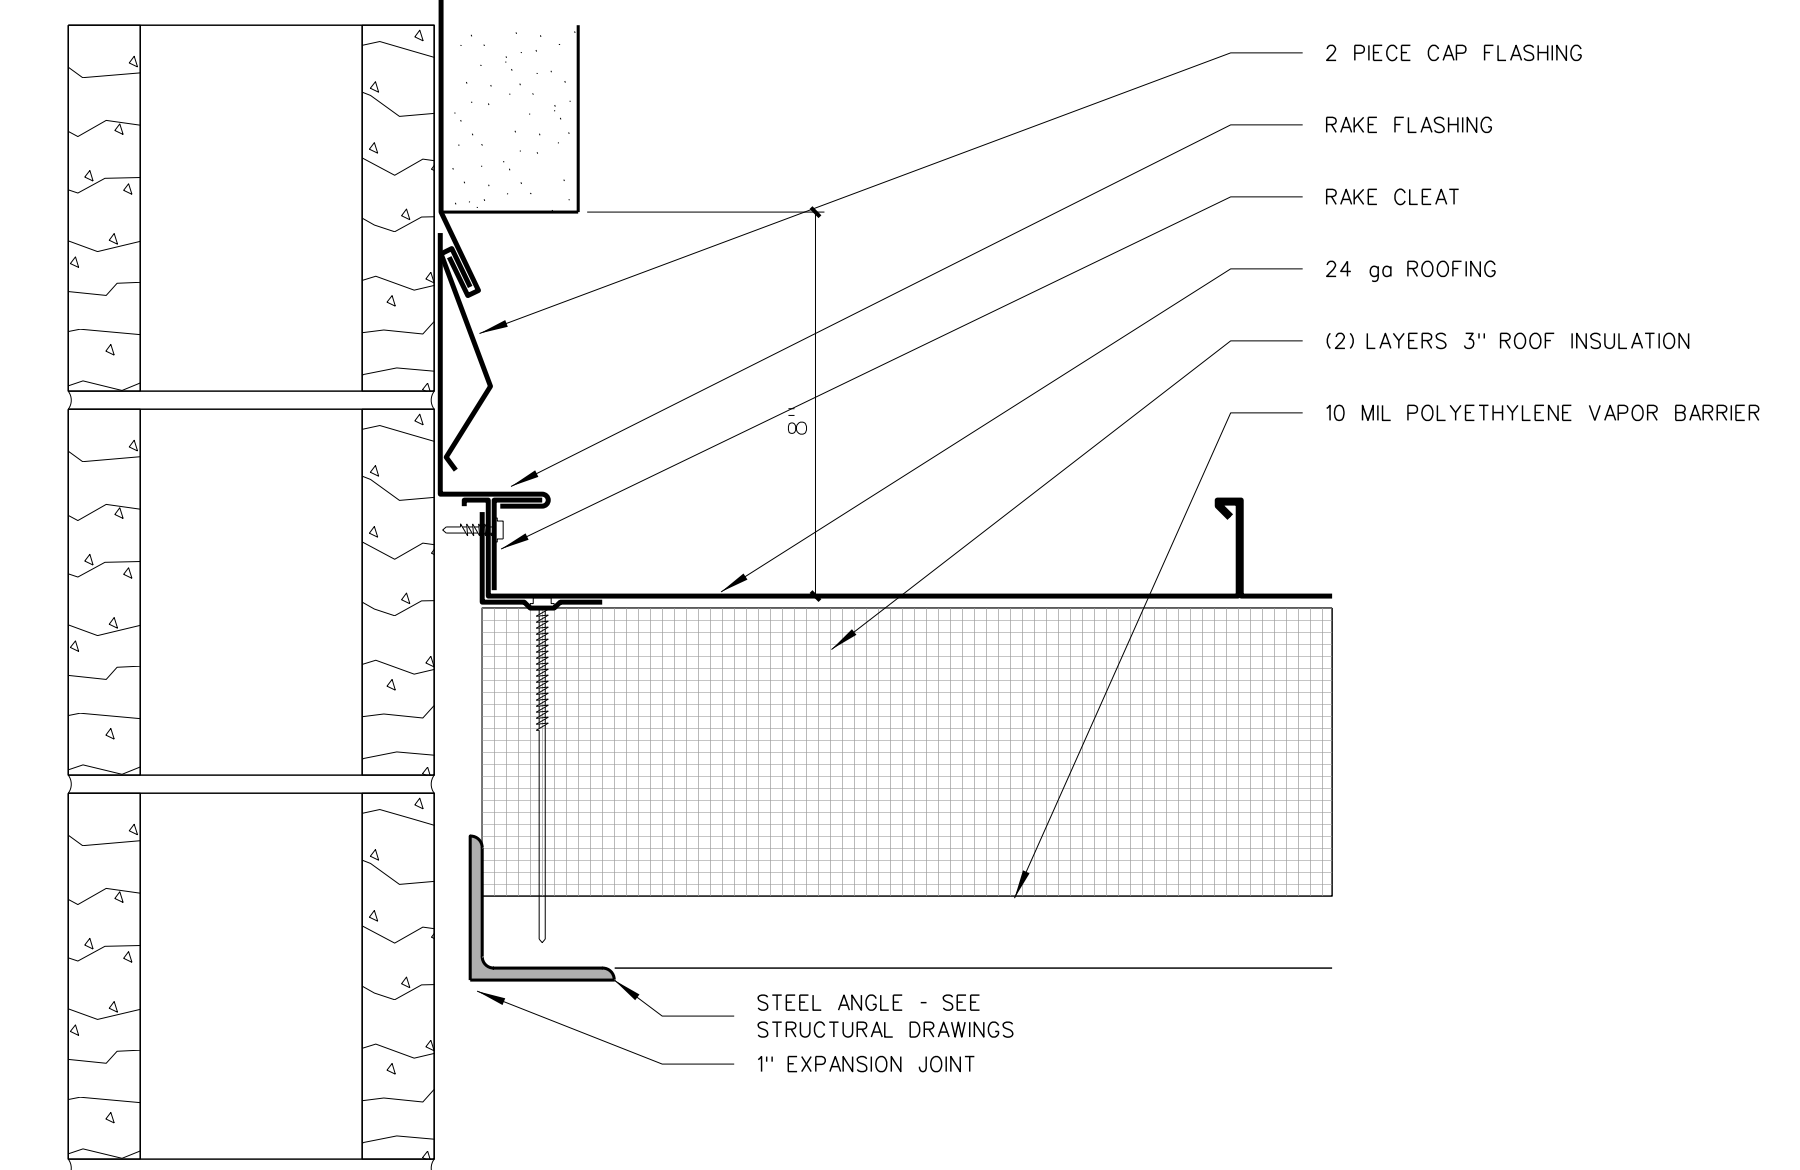 2 PIECE CAP FLASHING
RAKE FLASHING
RAKE CLEAT
24 ga ROOFING
(2) LAYERS 3" ROOF INSULATION
10 MIL POLYETHYLENE VAPOR BARRIER
8"
STEEL ANGLE - SEE
STRUCTURAL DRAWINGS
1" EXPANSION JOINT